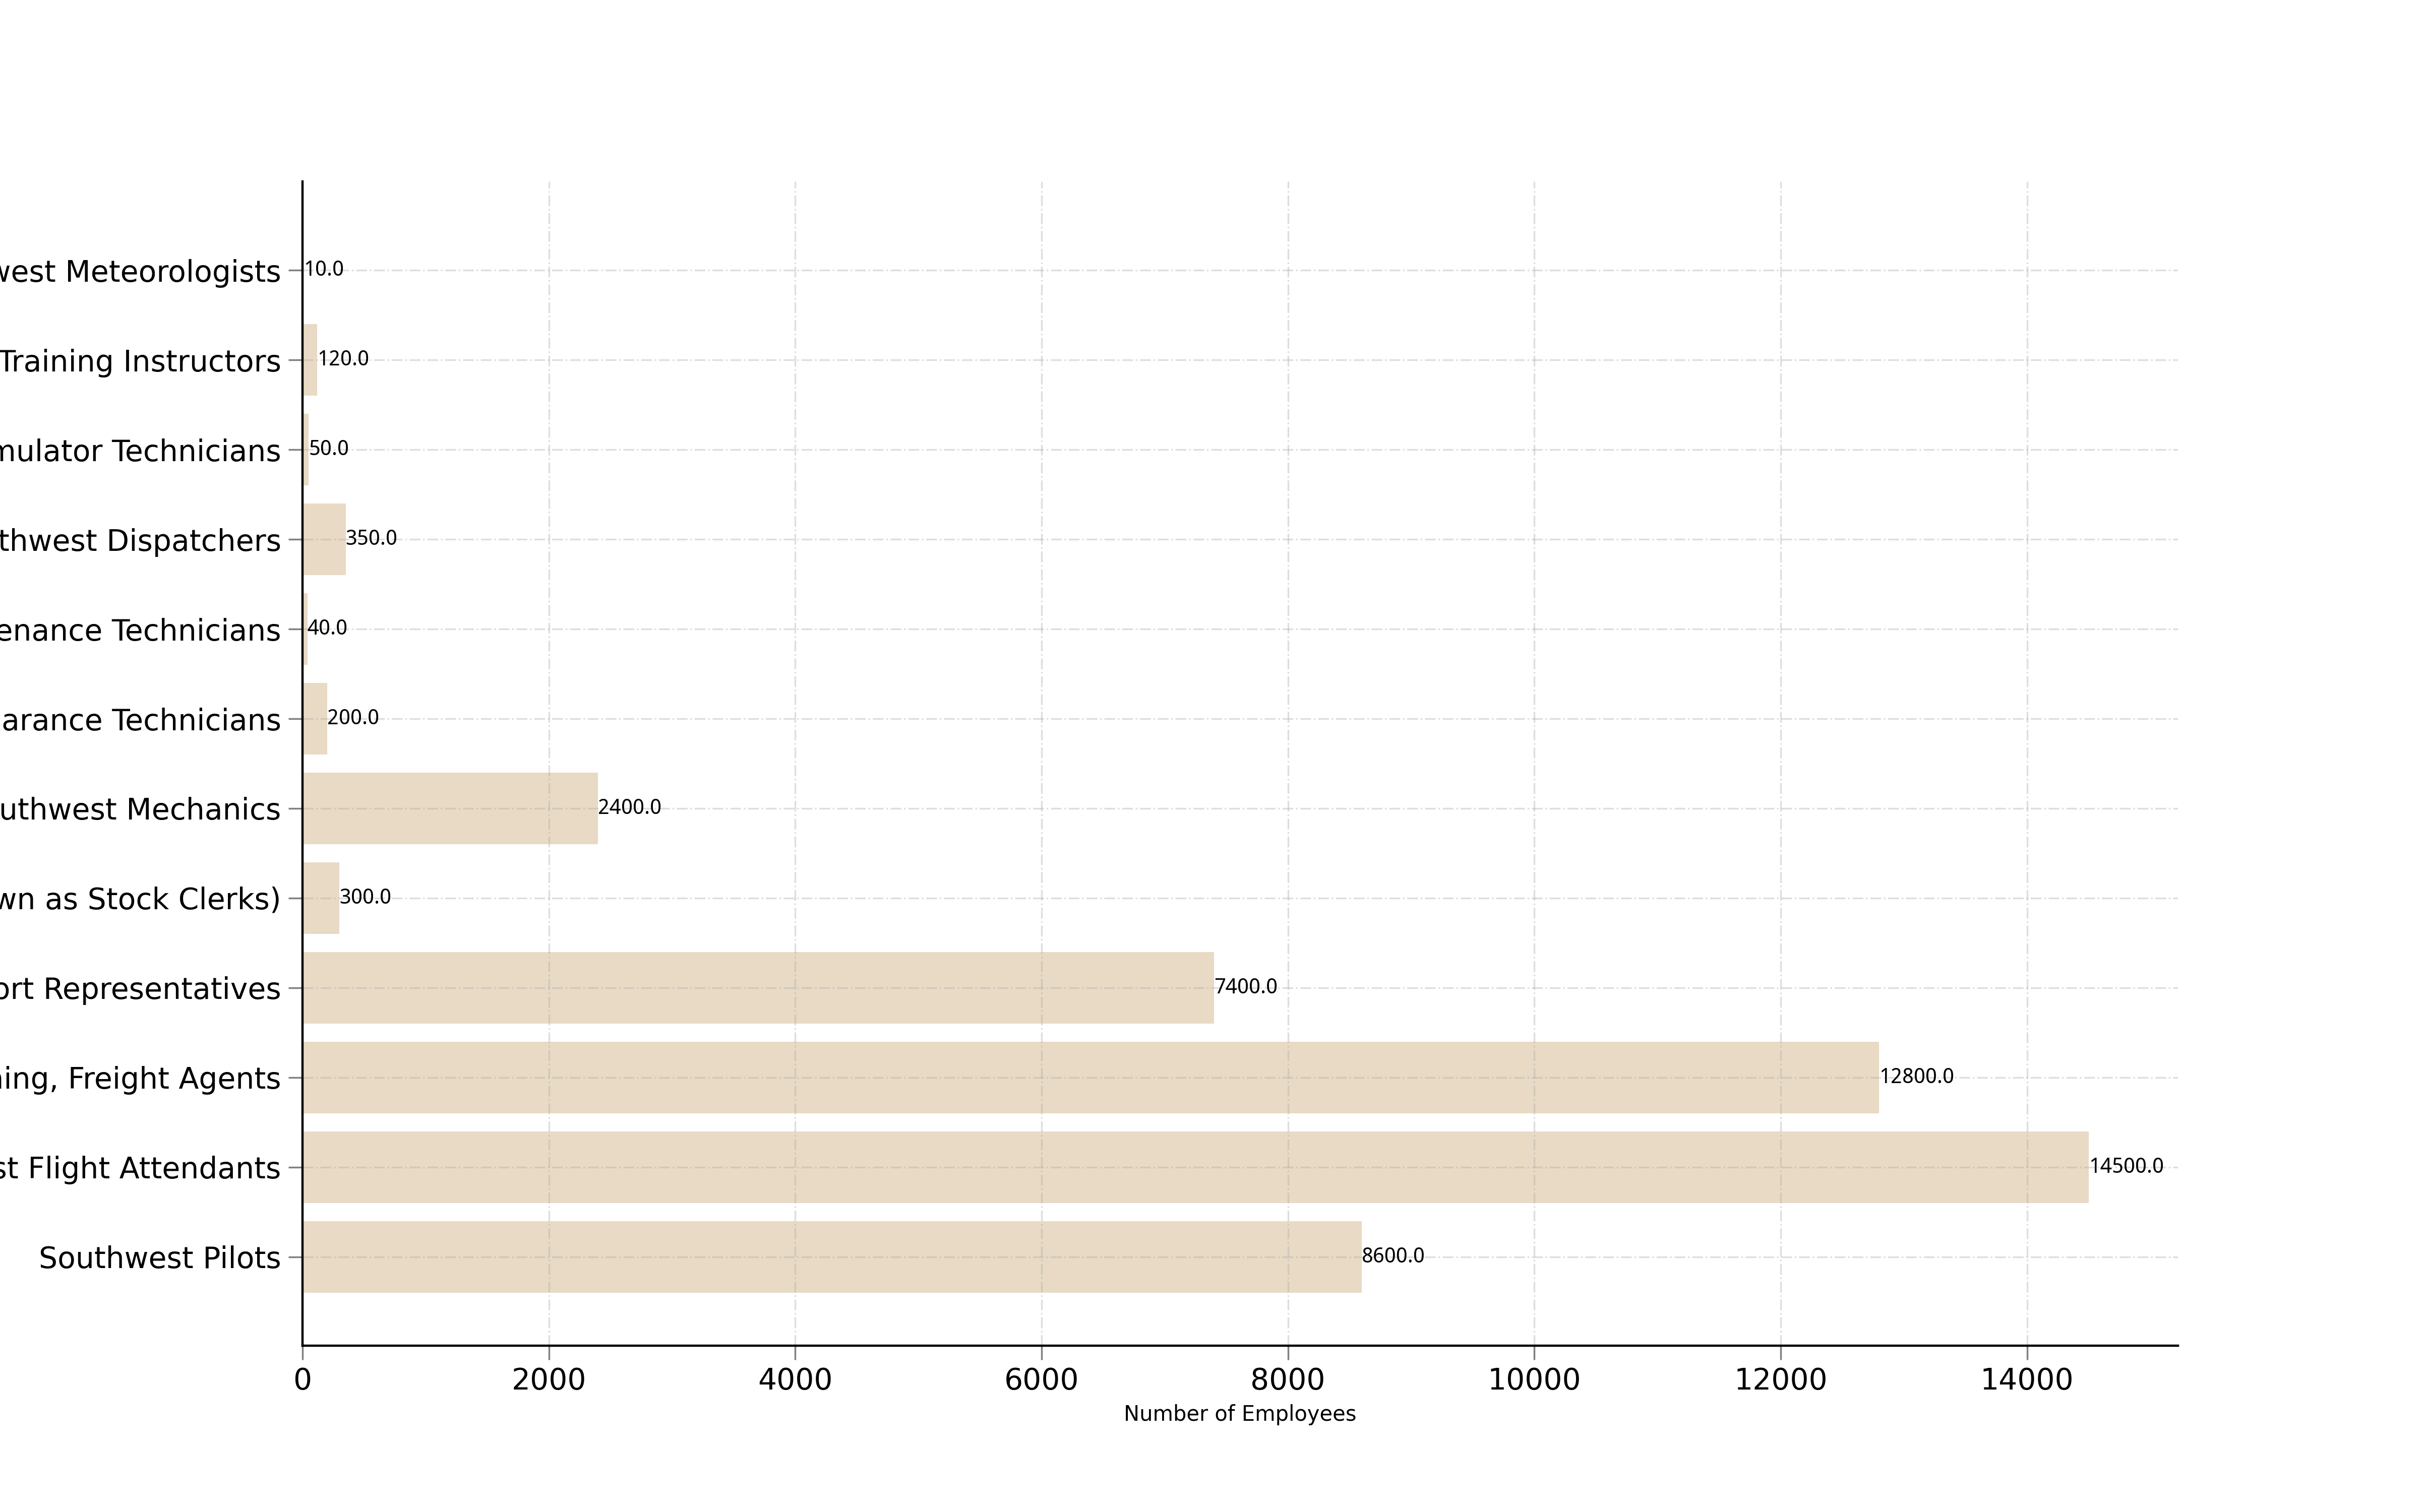 west Meteorologists 10.0
Training Instructors 120.0
mulator Technicians 50.0
thwest Dispatchers 350.0
enance Technicians 40.0
arance Technicians 200.0
uthwest Mechanics 2400.0
wn as Stock Clerks) 300.0
ort Representatives 7400.0
ing, Freight Agents 12800.0
st Flight Attendants 14500.0
Southwest Pilots 8600.0
0 2000 4000 6000 8000 10000 12000 14000
Number of Employees